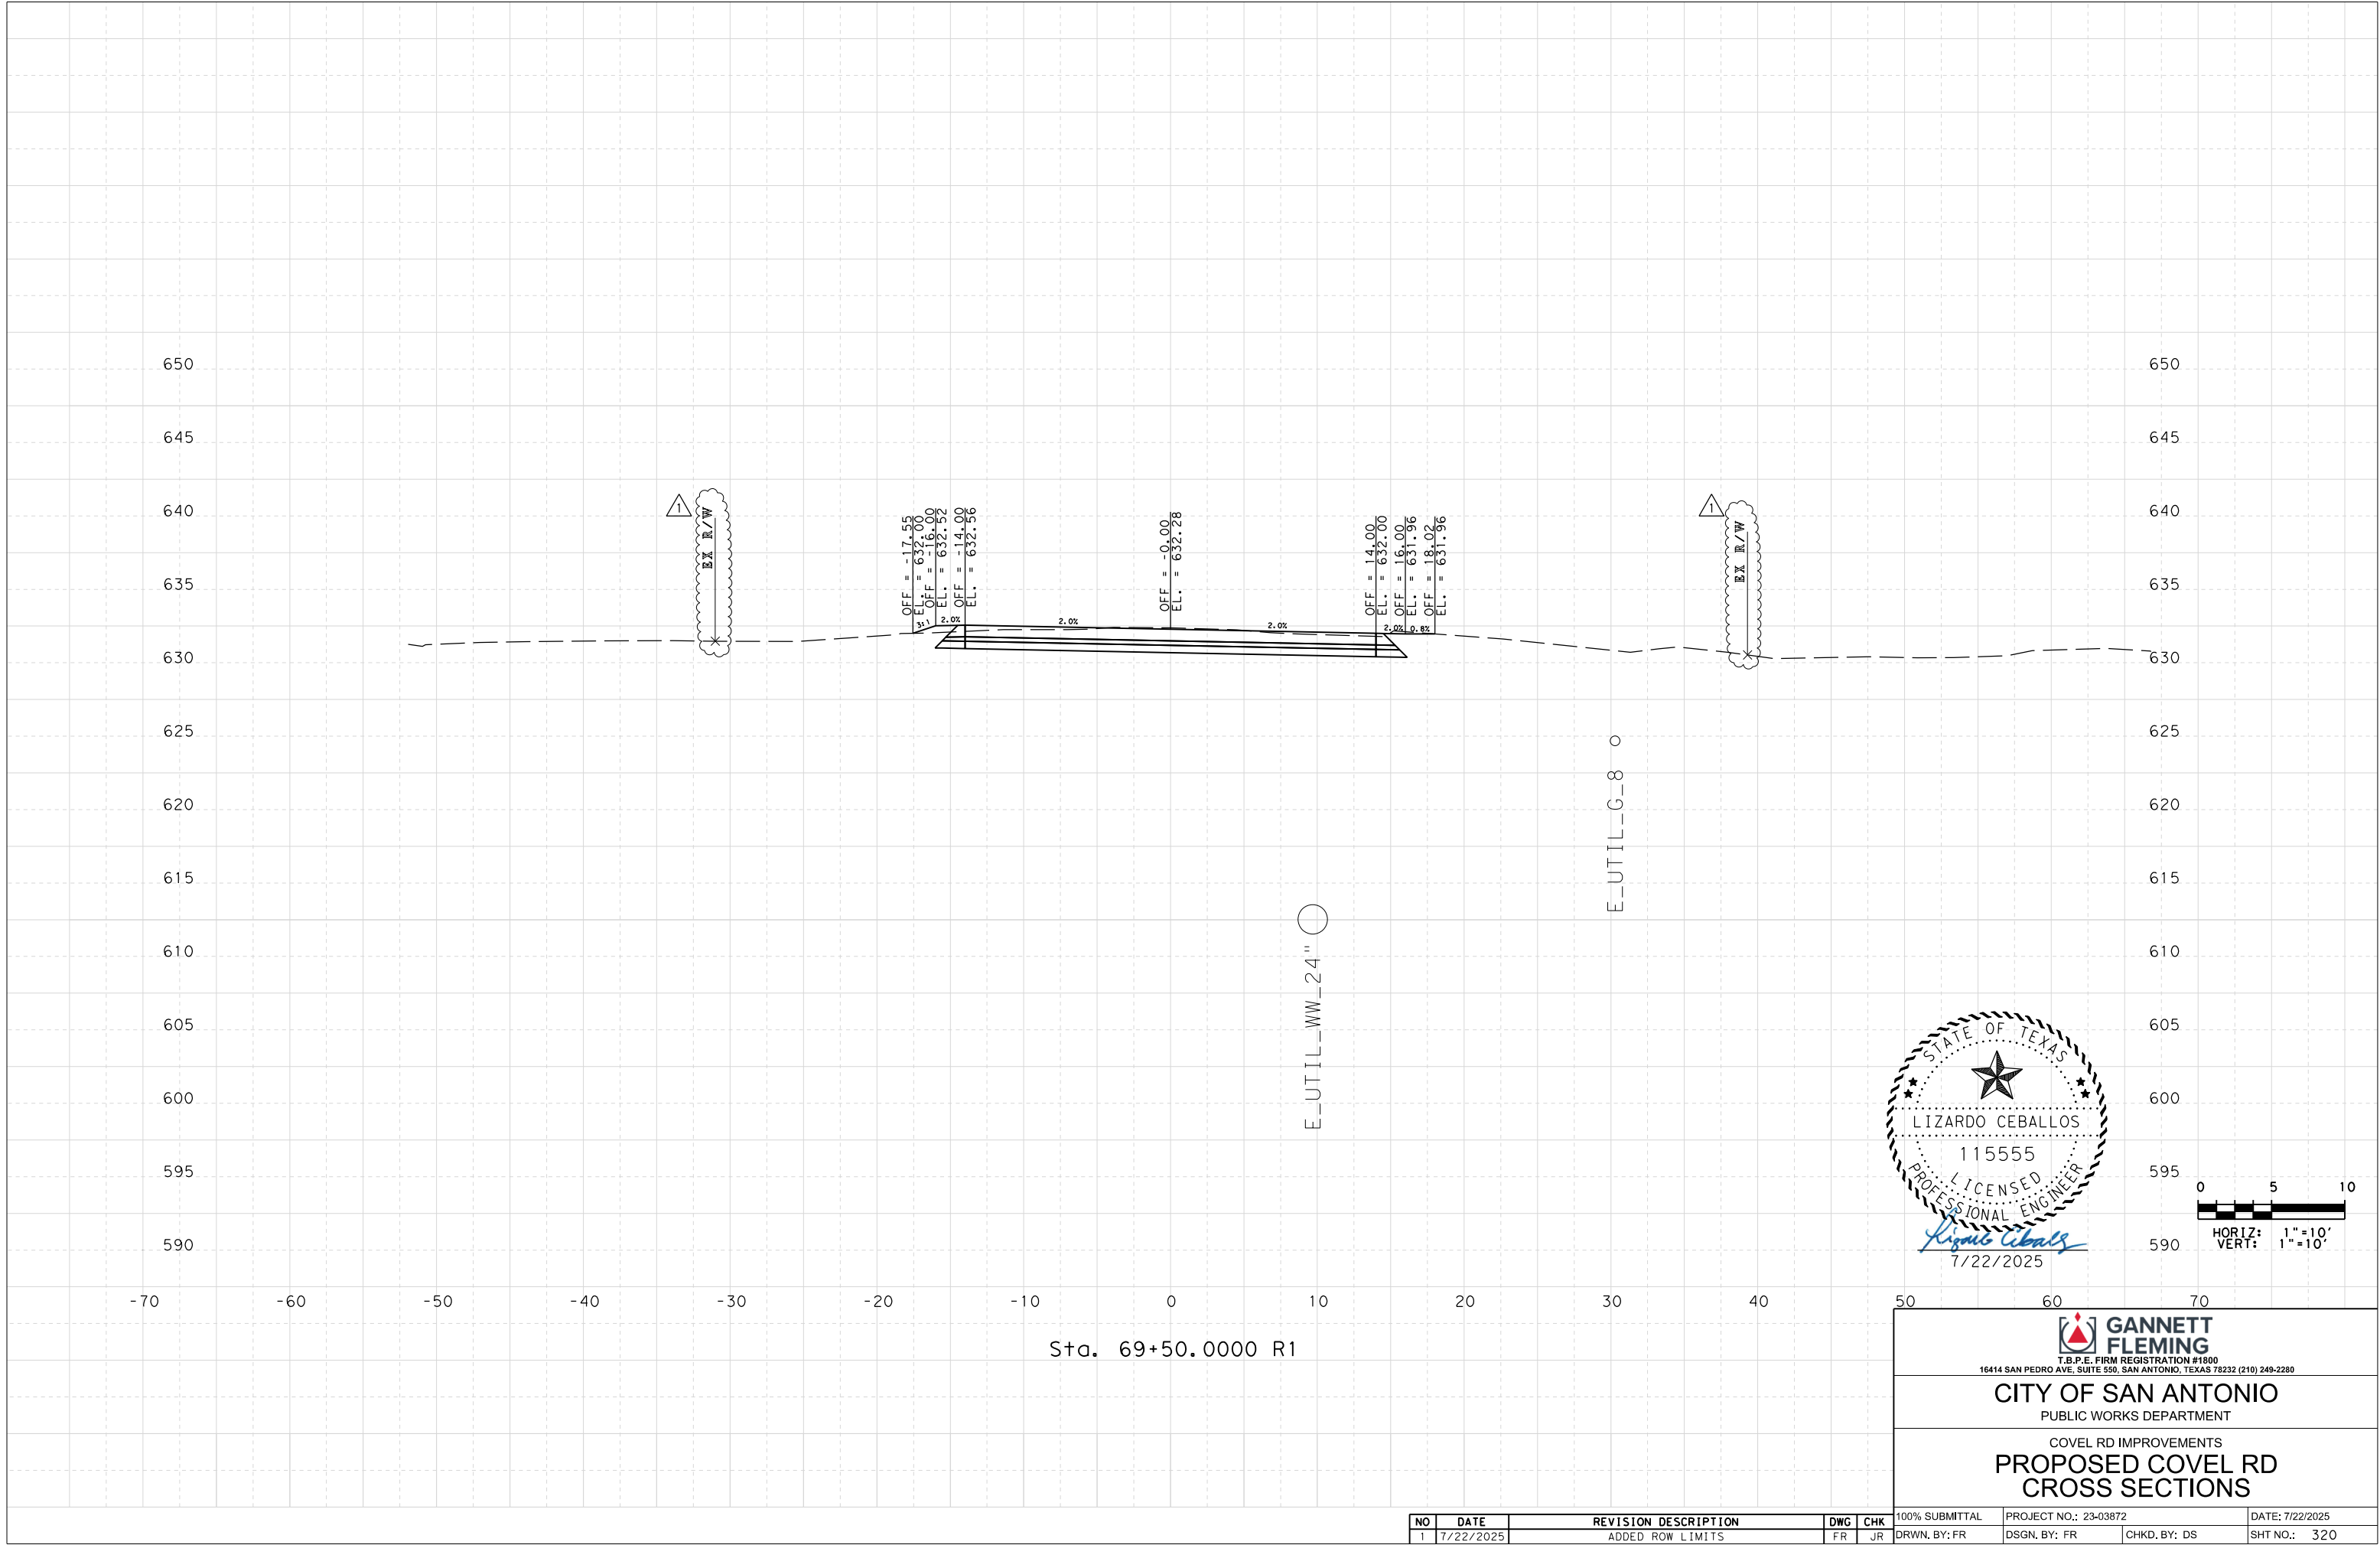 650 650
645 645
640 640
635 635
630 630
625 625
620 620
615 615
610 610
605 605
600 600
595 595
590 590
1
EX R/W
OFF = -17.55
EL. = 632.00
OFF = -16.00
EL. = 632.52
OFF = -14.00
EL. = 632.56
OFF = -0.00
EL. = 632.28
OFF = 14.00
EL. = 632.00
OFF = 16.00
EL. = 631.96
OFF = 18.02
EL. = 631.96
1
EX R/W
3:1 2.0% 2.0% 2.0% 2.0% 0.8%
E_UTIL_G_8
E_UTIL_WW_24"
STATE OF TEXAS
LIZARDO CEBALLOS
115555
LICENSED
PROFESSIONAL ENGINEER
Lizardo Ceballos
7/22/2025
0 5 10
HORIZ: 1"=10'
VERT: 1"=10'
-70 -60 -50 -40 -30 -20 -10 0 10 20 30 40 50 60 70
Sta. 69+50.0000 R1
GANNETT
FLEMING
T.B.P.E. FIRM REGISTRATION #1800
16414 SAN PEDRO AVE, SUITE 550, SAN ANTONIO, TEXAS 78232 (210) 249-2280
CITY OF SAN ANTONIO
PUBLIC WORKS DEPARTMENT
COVEL RD IMPROVEMENTS
PROPOSED COVEL RD
CROSS SECTIONS
NO DATE REVISION DESCRIPTION DWG CHK
1 7/22/2025 ADDED ROW LIMITS FR JR
100% SUBMITTAL PROJECT NO.: 23-03872 DATE: 7/22/2025
DRWN. BY: FR DSGN. BY: FR CHKD. BY: DS SHT NO.: 320